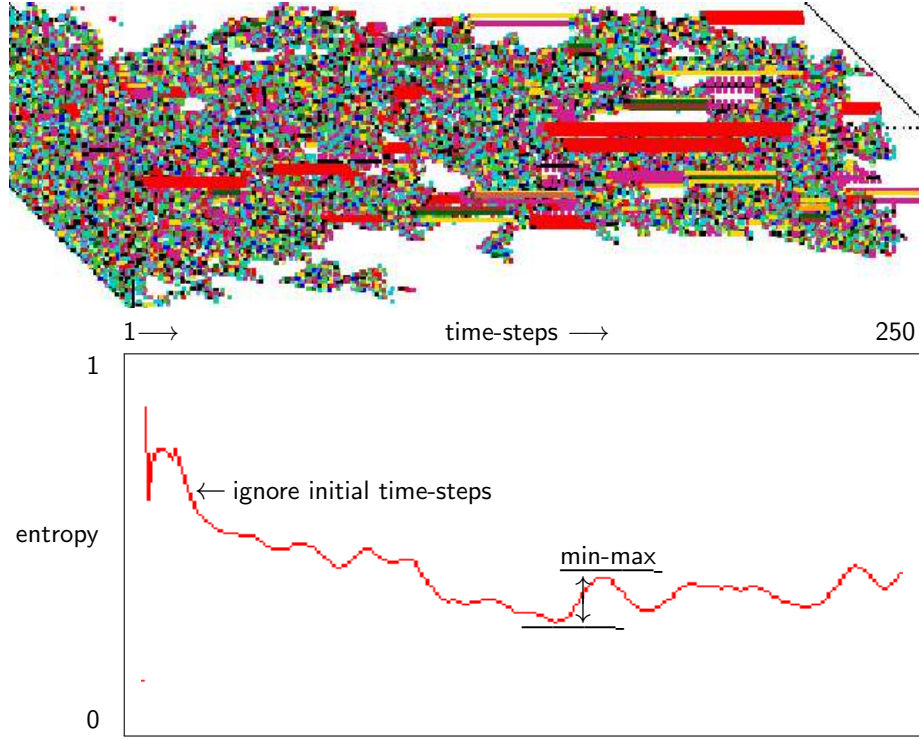 1→ time-steps → 250
1
← ignore initial time-steps
entropy
min-max
0